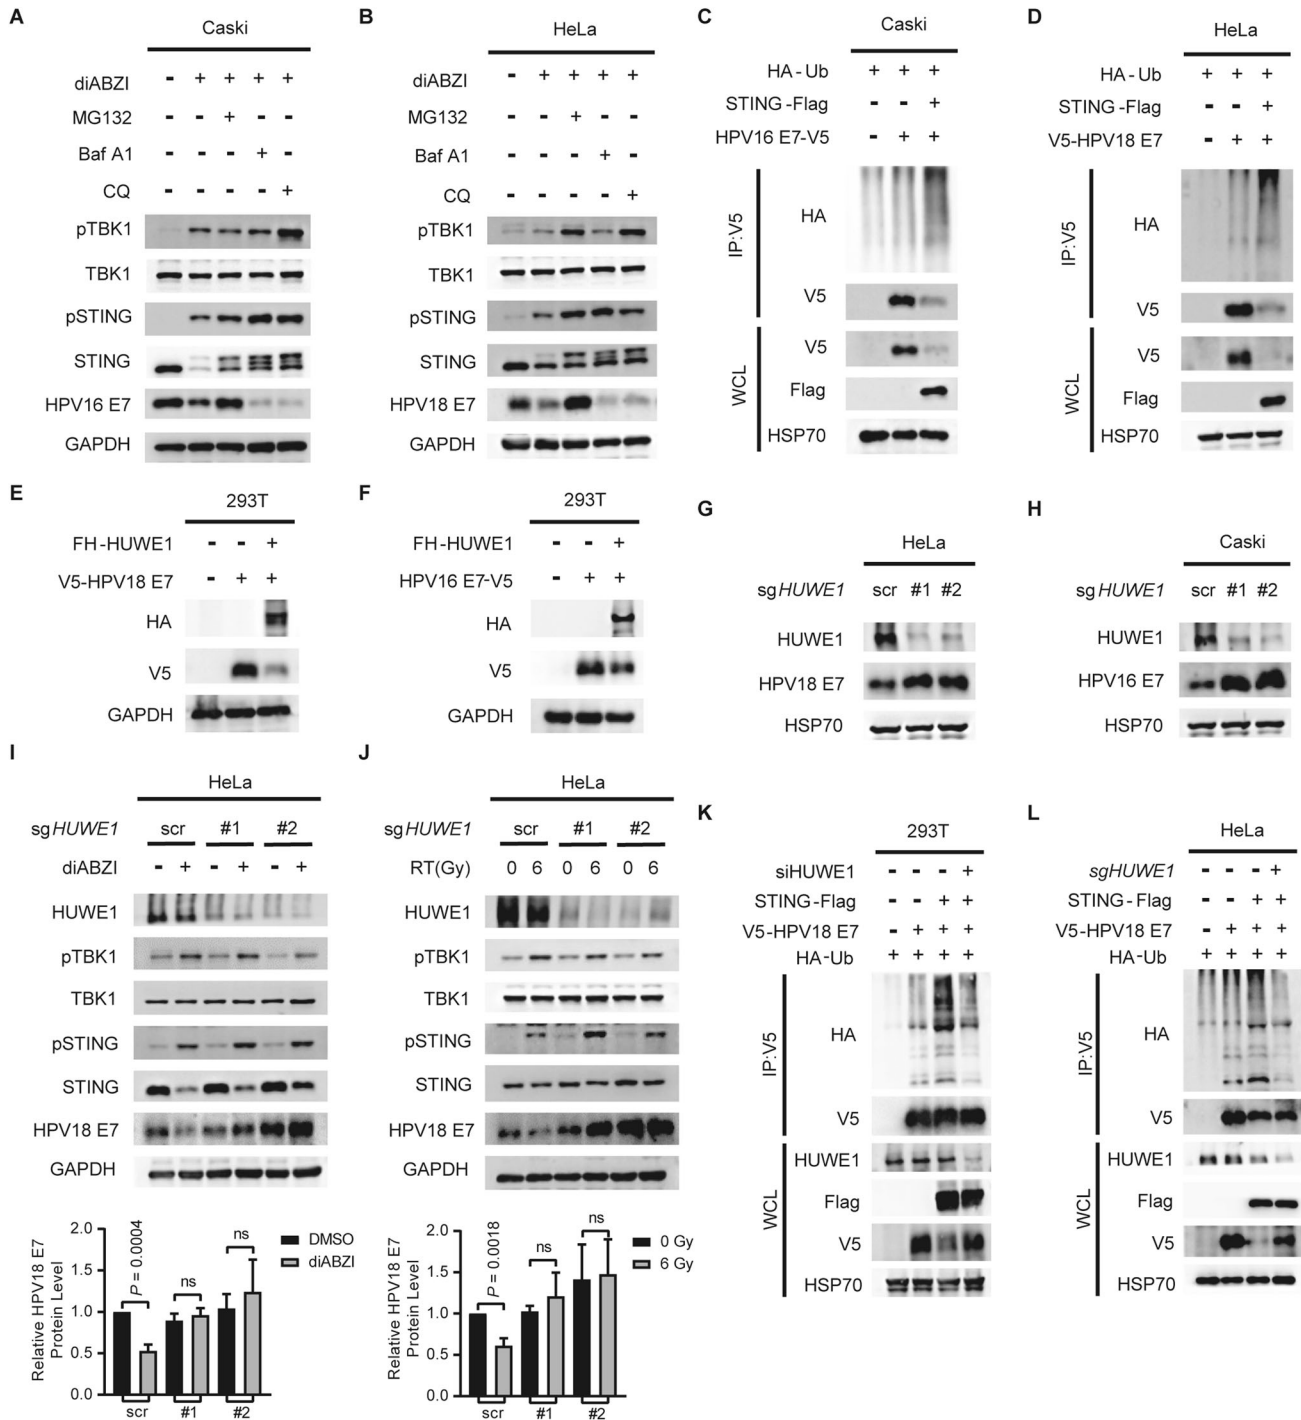 A
Caski
diABZI - + + + +
MG132 - - + - -
Baf A1 - - - + -
CQ - - - - +
pTBK1
TBK1
pSTING
STING
HPV16 E7
GAPDH
B
HeLa
diABZI - + + + +
MG132 - - + - -
Baf A1 - - - + -
CQ - - - - +
pTBK1
TBK1
pSTING
STING
HPV18 E7
GAPDH
C
Caski
HA-Ub + + +
STING-Flag - - +
HPV16 E7-V5 - + +
IP:V5
HA
V5
WCL
V5
Flag
HSP70
D
HeLa
HA-Ub + + +
STING-Flag - - +
V5-HPV18 E7 - + +
IP:V5
HA
V5
WCL
V5
Flag
HSP70
E
293T
FH-HUWE1 - - +
V5-HPV18 E7 - + +
HA
V5
GAPDH
F
293T
FH-HUWE1 - - +
HPV16 E7-V5 - + +
HA
V5
GAPDH
G
HeLa
sgHUWE1 scr #1 #2
HUWE1
HPV18 E7
HSP70
H
Caski
sgHUWE1 scr #1 #2
HUWE1
HPV16 E7
HSP70
I
HeLa
sgHUWE1 scr #1 #2
diABZI - + - + - +
HUWE1
pTBK1
TBK1
pSTING
STING
HPV18 E7
GAPDH
Relative HPV18 E7
Protein Level
2.0
1.5
1.0
0.5
0.0
P = 0.0004
ns
ns
DMSO
diABZI
scr #1 #2
J
HeLa
sgHUWE1 scr #1 #2
RT(Gy) 0 6 0 6 0 6
HUWE1
pTBK1
TBK1
pSTING
STING
HPV18 E7
GAPDH
Relative HPV18 E7
Protein Level
2.0
1.5
1.0
0.5
0.0
P = 0.0018
ns
ns
0 Gy
6 Gy
scr #1 #2
K
293T
siHUWE1 - - - +
STING-Flag - - + +
V5-HPV18 E7 - + + +
HA-Ub + + + +
IP:V5
HA
V5
WCL
HUWE1
Flag
V5
HSP70
L
HeLa
sgHUWE1 - - - +
STING-Flag - - + +
V5-HPV18 E7 - + + +
HA-Ub + + + +
IP:V5
HA
V5
WCL
HUWE1
Flag
V5
HSP70